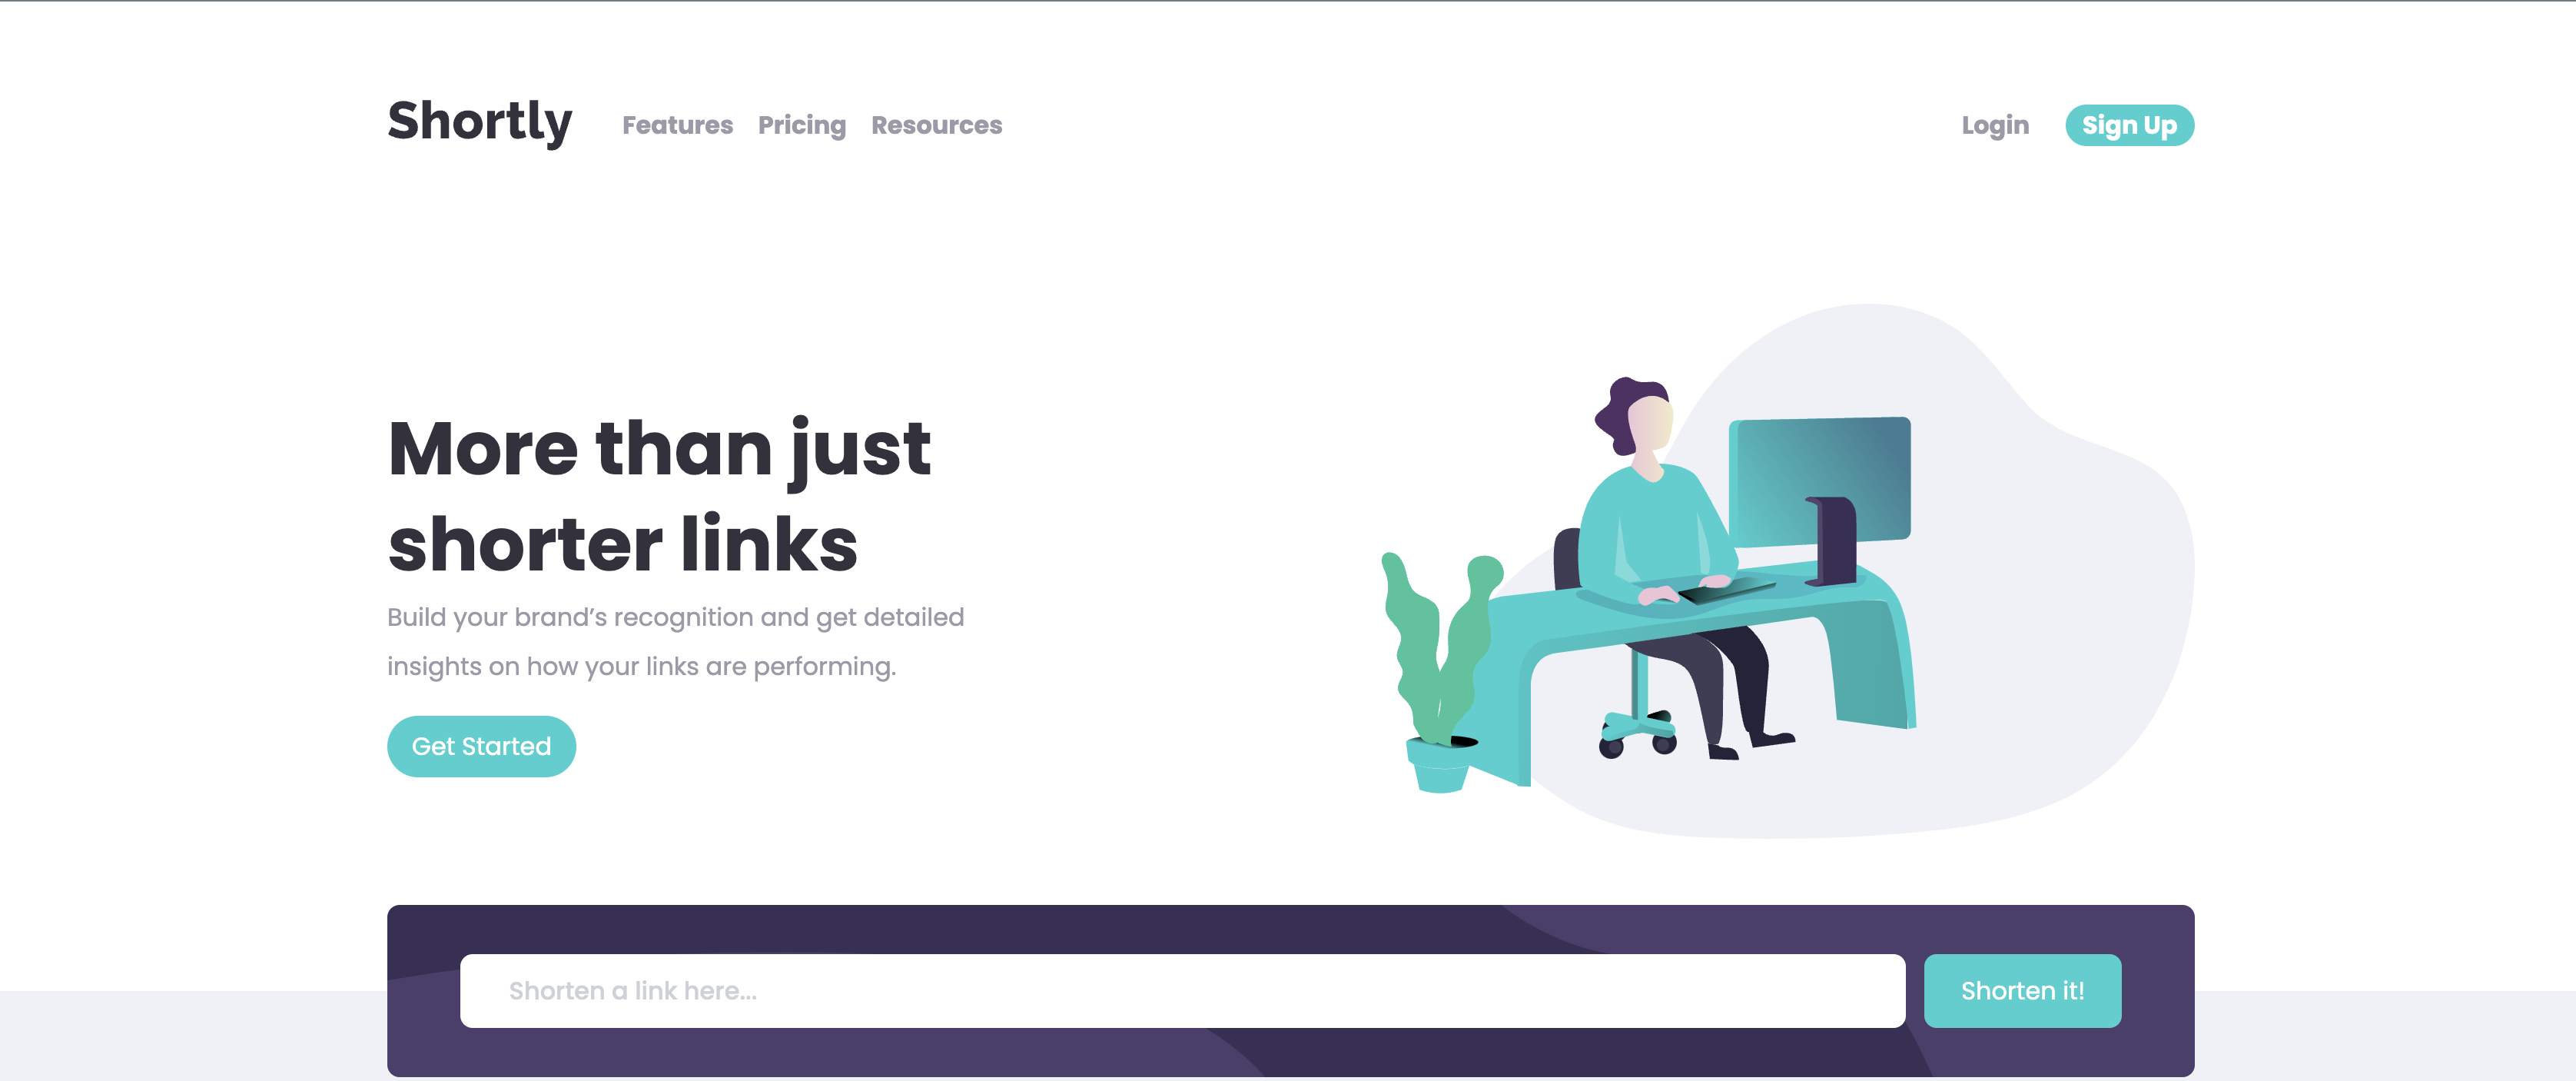 Shortly
Features Pricing Resources
Login Sign Up
More than just
shorter links
Build your brand’s recognition and get detailed
insights on how your links are performing.
Get Started
Shorten a link here...
Shorten it!